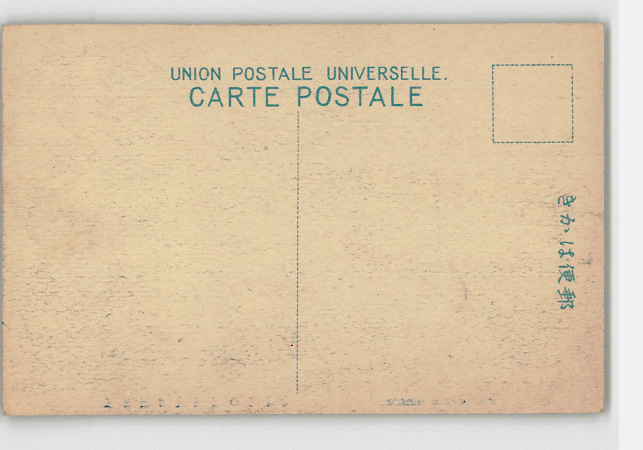 UNION POSTALE UNIVERSELLE.
CARTE POSTALE
きかは便郵